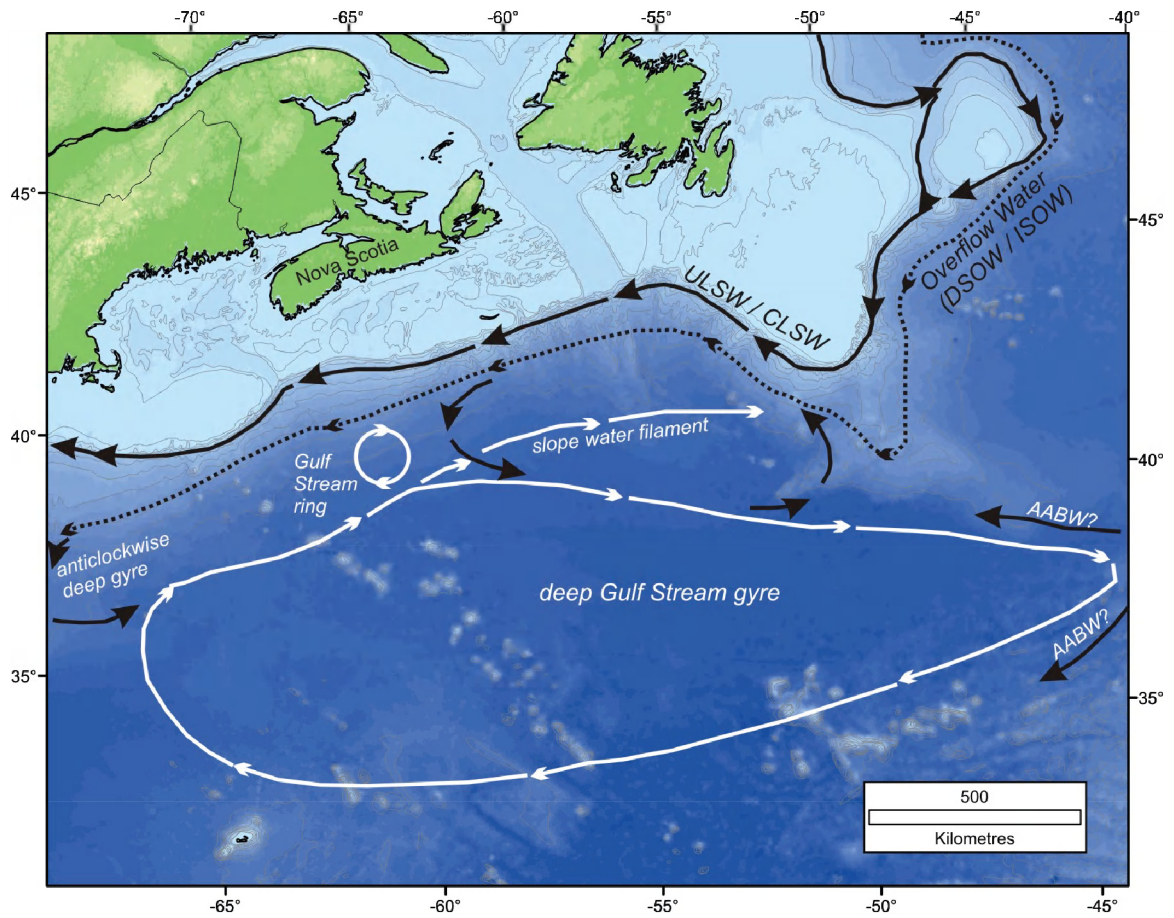 -70°
-65°
-60°
-55°
-50°
-45°
-40°
45°
45°
Nova Scotia
Overflow Water
(DSOW / ISOW)
ULSW / CLSW
40°
40°
slope water filament
Gulf
Stream
ring
AABW?
anticlockwise
deep gyre
deep Gulf Stream gyre
AABW?
35°
35°
500
Kilometres
-65°
-60°
-55°
-50°
-45°